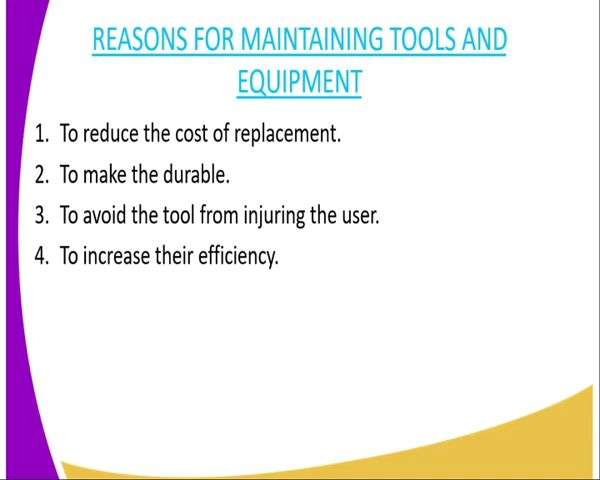 REASONS FOR MAINTAINING TOOLS AND
EQUIPMENT
1. To reduce the cost of replacement.
2. To make the durable.
3. To avoid the tool from injuring the user.
4. To increase their efficiency.